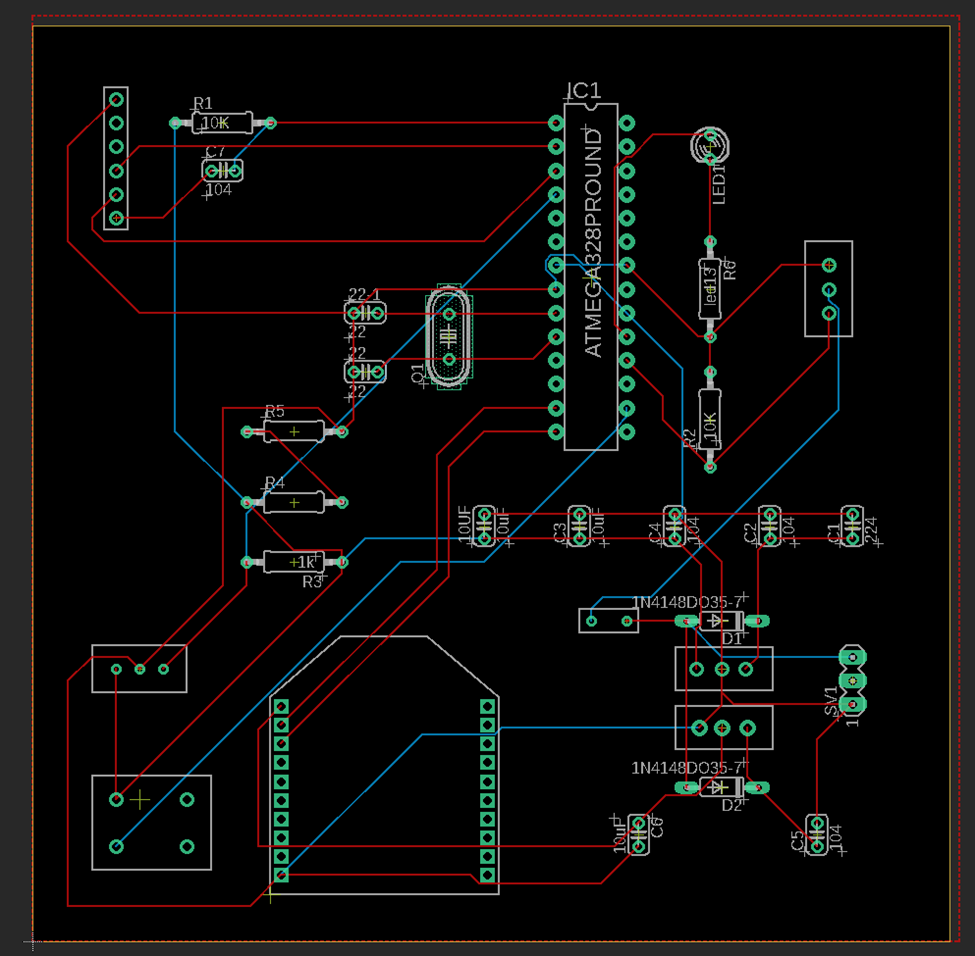 IC1
R1
10K
C7
104
ATMEGA328PROUND
LED1
R6
led13
22
22
22
22
Q1
R5
10K
R2
R4
10UF
10uF
C3
10uF
C4
104
C2
104
C1
224
1k
R3
1N4148DO35-7
D1
SV1
1
1N4148DO35-7
D2
10uF
C6
C5
104